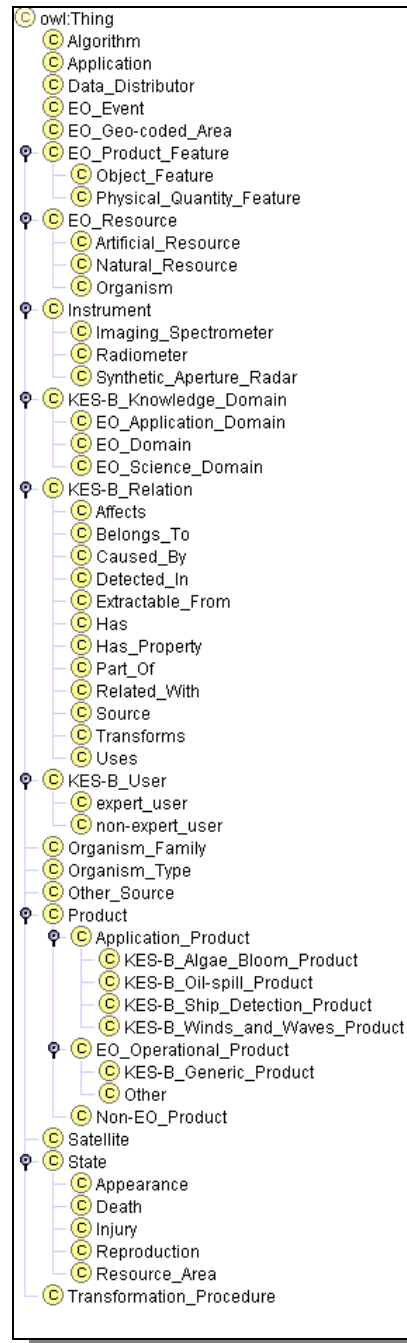 C owl:Thing
C Algorithm
C Application
C Data_Distributor
C EO_Event
C EO_Geo-coded_Area
C EO_Product_Feature
C Object_Feature
C Physical_Quantity_Feature
C EO_Resource
C Artificial_Resource
C Natural_Resource
C Organism
C Instrument
C Imaging_Spectrometer
C Radiometer
C Synthetic_Aperture_Radar
C KES-B_Knowledge_Domain
C EO_Application_Domain
C EO_Domain
C EO_Science_Domain
C KES-B_Relation
C Affects
C Belongs_To
C Caused_By
C Detected_In
C Extractable_From
C Has
C Has_Property
C Part_Of
C Related_With
C Source
C Transforms
C Uses
C KES-B_User
C expert_user
C non-expert_user
C Organism_Family
C Organism_Type
C Other_Source
C Product
C Application_Product
C KES-B_Algae_Bloom_Product
C KES-B_Oil-spill_Product
C KES-B_Ship_Detection_Product
C KES-B_Winds_and_Waves_Product
C EO_Operational_Product
C KES-B_Generic_Product
C Other
C Non-EO_Product
C Satellite
C State
C Appearance
C Death
C Injury
C Reproduction
C Resource_Area
C Transformation_Procedure